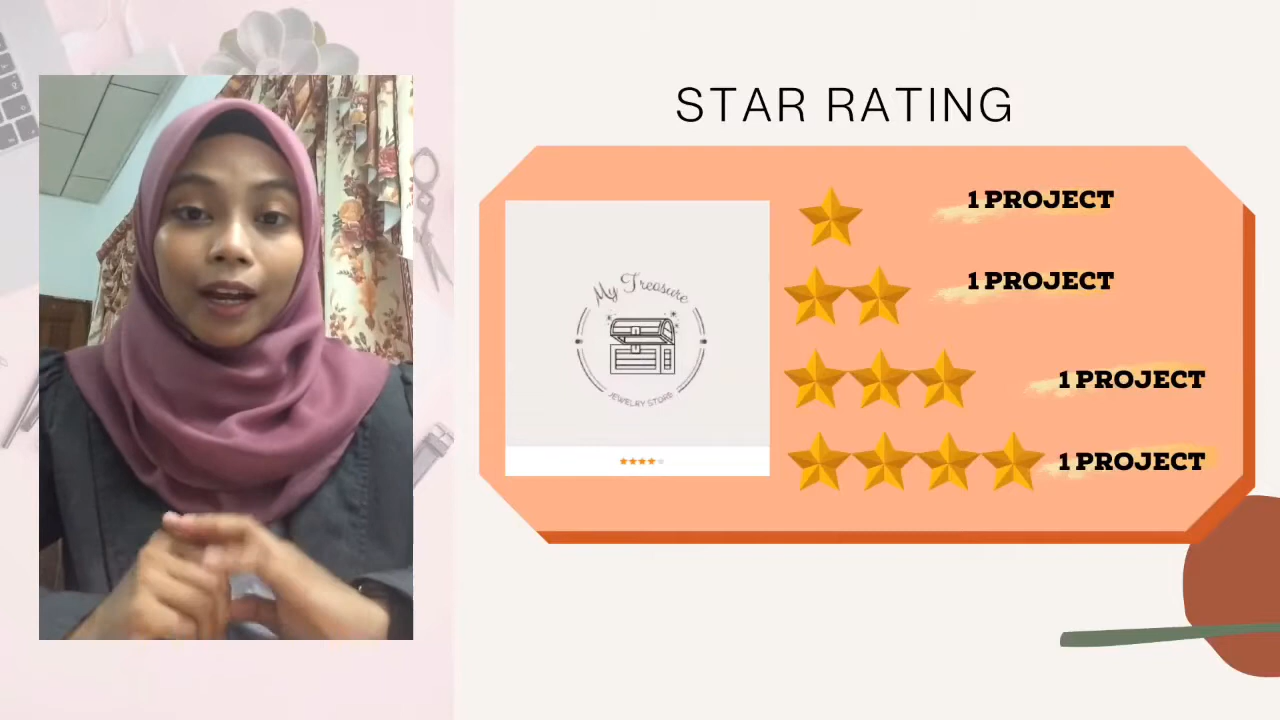 STAR RATING
1 PROJECT
1 PROJECT
1 PROJECT
1 PROJECT
My Treasure
JEWELRY STORE